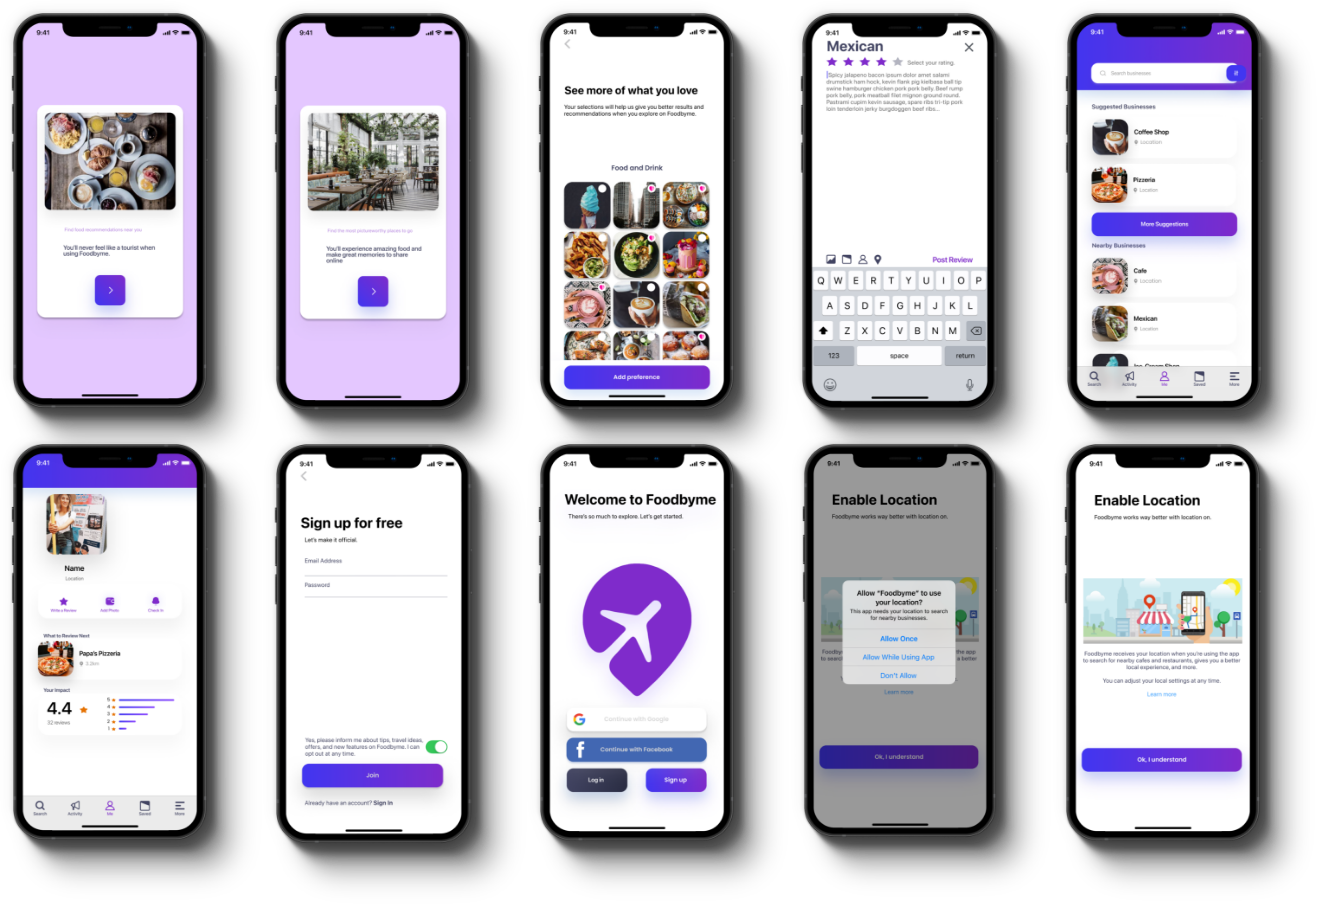 9:41
Find food recommendations near you
You'll never feel like a tourist when
using Foodbyme.
9:41
Find the most picturesworthy places to go
You'll experience amazing food and
make great memories to share
online
9:41
See more of what you love
Your selections will help us give you better results and
recommendations when you explore on Foodbyme.
Food and Drink
Add preference
9:41
Mexican
Select your rating.
Spicy jalapeno bacon ipsum dolor amet salami
drumstick ham hock, kevin flank pig kielbasa ball tip
swine hamburger chicken pork pork belly. Beef rump
pork belly, pork meatball filet mignon ground round.
Pastrami cupim kevin sausage, spare ribs tri-tip pork
loin tenderloin jerky burgdoggen beef ribs...
Post Review
Q W E R T Y U I O P
A S D F G H J K L
Z X C V B N M
123 space return
9:41
Search businesses
Suggested Businesses
Coffee Shop
Location
Pizzeria
Location
More Suggestions
Nearby Businesses
Cafe
Location
Mexican
Location
Ice-Cream Shop
Search Activity Me Saved More
9:41
Name
Location
Write a Review Add Photo Check In
What to Review Next
Papa's Pizzeria
3.2km
Your Impact
4.4
52 reviews
5
4
3
2
1
Search Activity Me Saved More
9:41
Sign up for free
Let's make it official.
Email Address
Password
Yes, please inform me about tips, travel ideas,
offers, and new features on Foodbyme. I can
opt out at any time.
Join
Already have an account? Sign In
9:41
Welcome to Foodbyme
There's so much to explore. Let's get started.
Continue with Google
Continue with Facebook
Log in Sign up
9:41
Enable Location
Foodbyme works way better with location on.
Allow "Foodbyme" to use
your location?
This app needs your location to search
for nearby businesses.
Allow Once
Allow While Using App
Don't Allow
Learn more
Ok, I understand
9:41
Enable Location
Foodbyme works way better with location on.
Foodbyme receives your location when you're using the app
to search for nearby cafes and restaurants, gives you a better
local experience, and more.
You can adjust your local settings at any time.
Learn more
Ok, I understand